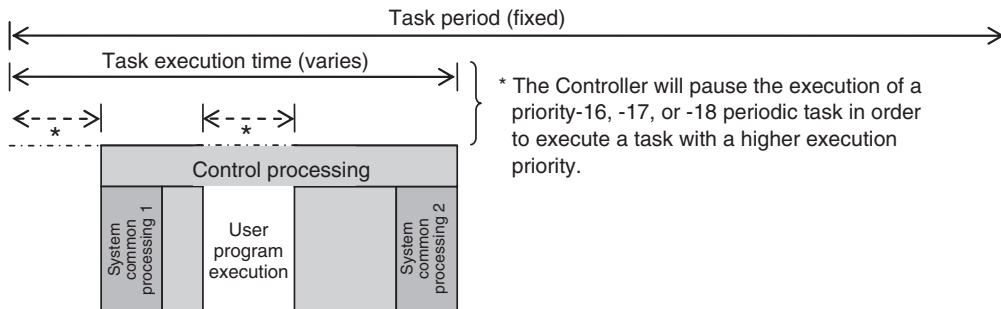 Task period (fixed)
Task execution time (varies)
* The Controller will pause the execution of a
priority-16, -17, or -18 periodic task in order
to execute a task with a higher execution
priority.
*
*
Control processing
System
common
processing 1
User
program
execution
System
common
processing 2